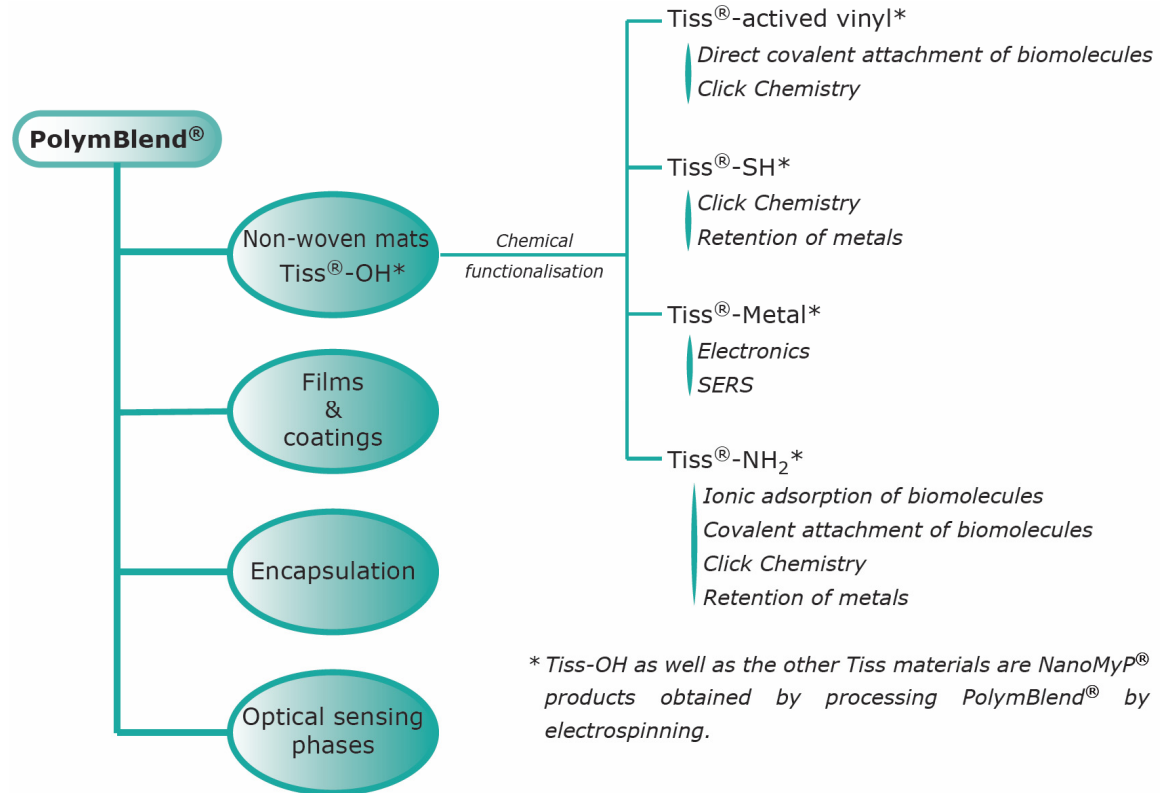 PolymBlend®
Non-woven mats
Tiss®-OH*
Films
&
coatings
Encapsulation
Optical sensing
phases
Chemical
functionalisation
Tiss®-actived vinyl*
Direct covalent attachment of biomolecules
Click Chemistry
Tiss®-SH*
Click Chemistry
Retention of metals
Tiss®-Metal*
Electronics
SERS
Tiss®-NH₂*
Ionic adsorption of biomolecules
Covalent attachment of biomolecules
Click Chemistry
Retention of metals
* Tiss-OH as well as the other Tiss materials are NanoMyP®
products obtained by processing PolymBlend® by
electrospinning.